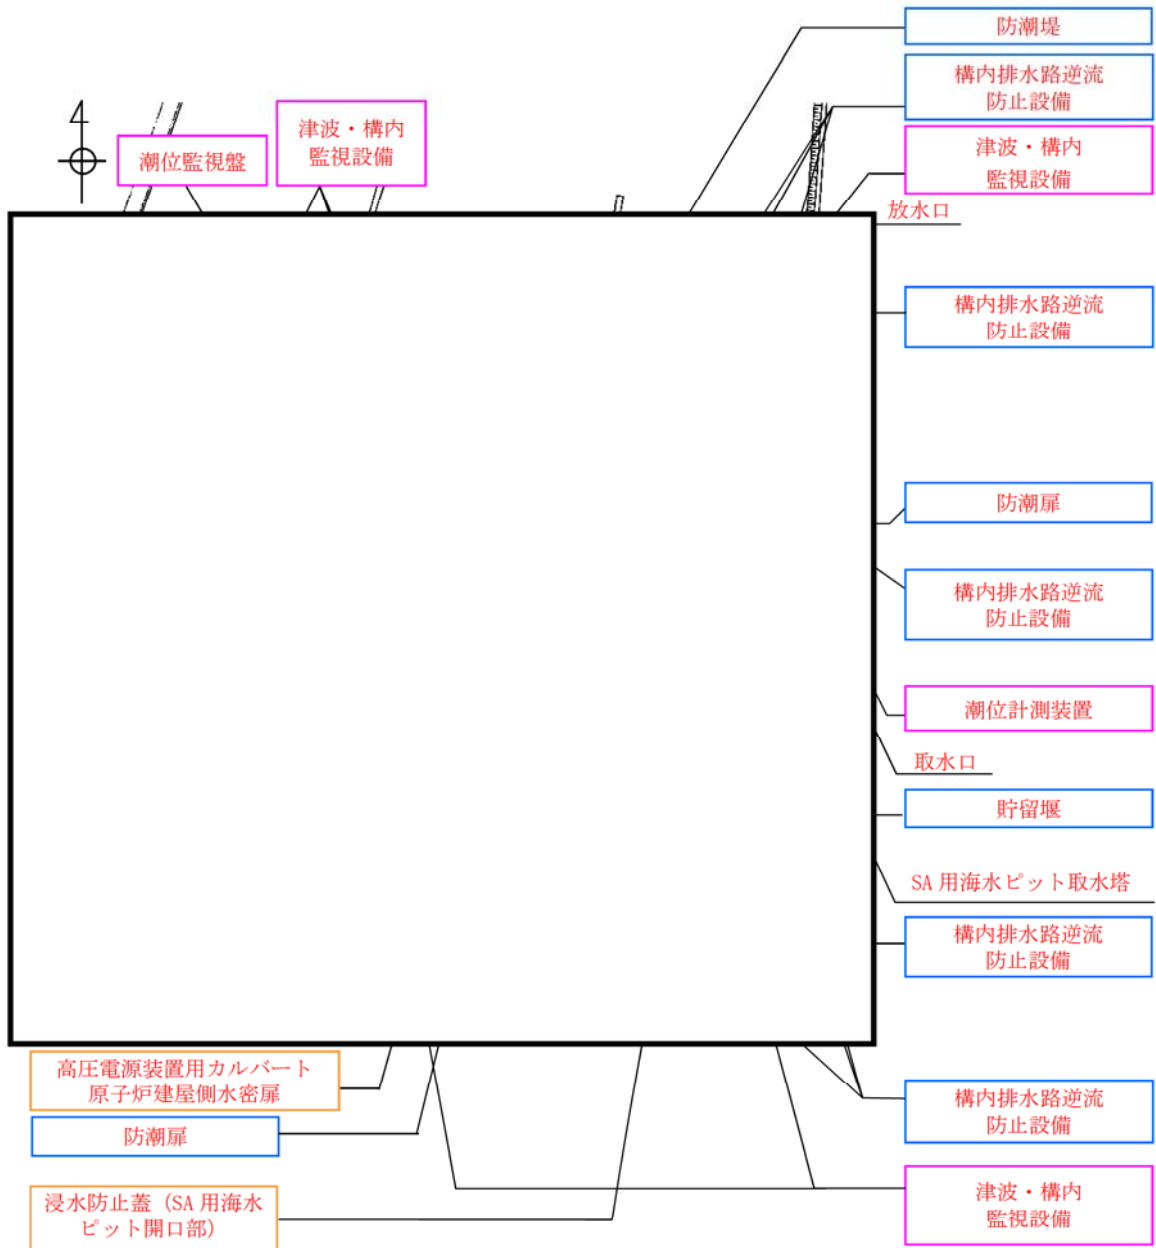 防潮堤
構内排水路逆流
防止設備
津波・構内
監視設備
潮位監視盤
津波・構内
監視設備
放水口
構内排水路逆流
防止設備
防潮扉
構内排水路逆流
防止設備
潮位計測装置
取水口
貯留堰
SA 用海水ピット取水塔
構内排水路逆流
防止設備
高圧電源装置用カルバート
原子炉建屋側水密扉
防潮扉
構内排水路逆流
防止設備
浸水防止蓋（SA 用海水
ピット開口部）
津波・構内
監視設備